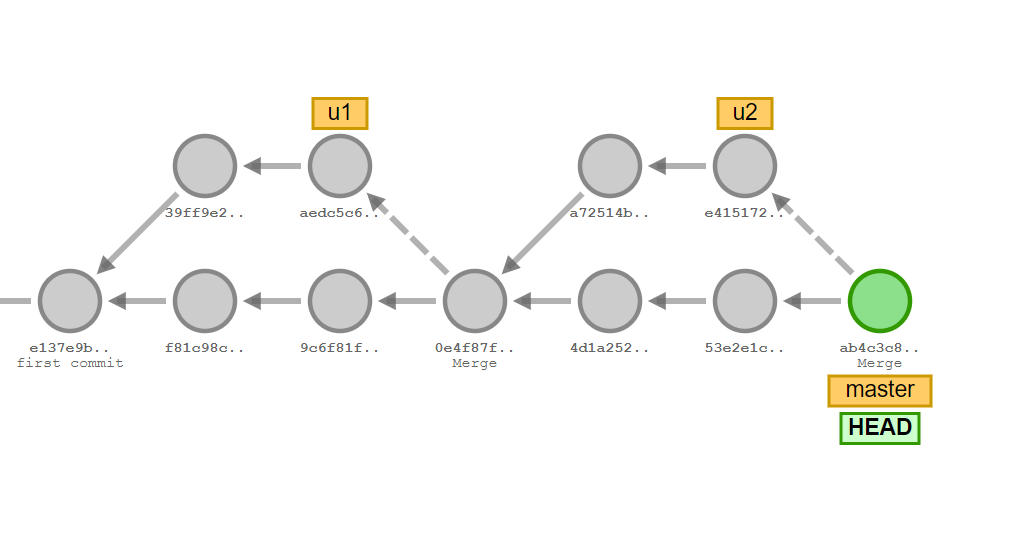 u1
u2
39ff9e2..
aedc5c6..
a72514b..
e415172..
e137e9b..
first commit
f81c98c..
9c6f81f..
0e4f87f..
Merge
4d1a252..
53e2e1c..
ab4c3c8..
Merge
master
HEAD